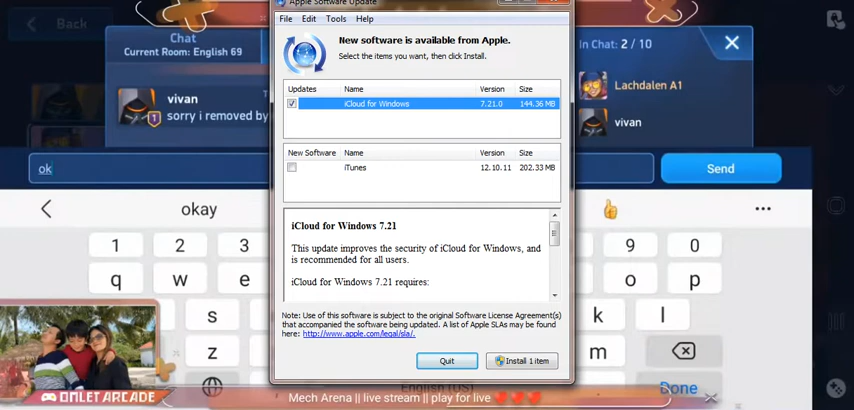 Back
Chat
Current Room: English 69
vivan
sorry i removed by
1
ok
okay
Apple Software Update
File Edit Tools Help
New software is available from Apple.
Select the items you want, then click Install.
Updates Name Version Size
iCloud for Windows 7.21.0 144.36 MB
New Software Name Version Size
iTunes 12.10.11 202.33 MB
iCloud for Windows 7.21
This update improves the security of iCloud for Windows, and
is recommended for all users.
iCloud for Windows 7.21 requires:
Note: Use of this software is subject to the original Software License Agreement(s)
that accompanied the software being updated. A list of Apple SLAs may be found
here: http://www.apple.com/legal/sla/.
Quit Install 1 item
In Chat: 2 / 10
Lachdalen A1
vivan
Send
👍
1 2 3 9 0
q w e o p
s k l
z m
English (US)
Done
OMLET ARCADE
Mech Arena || live stream || play for live ❤❤❤